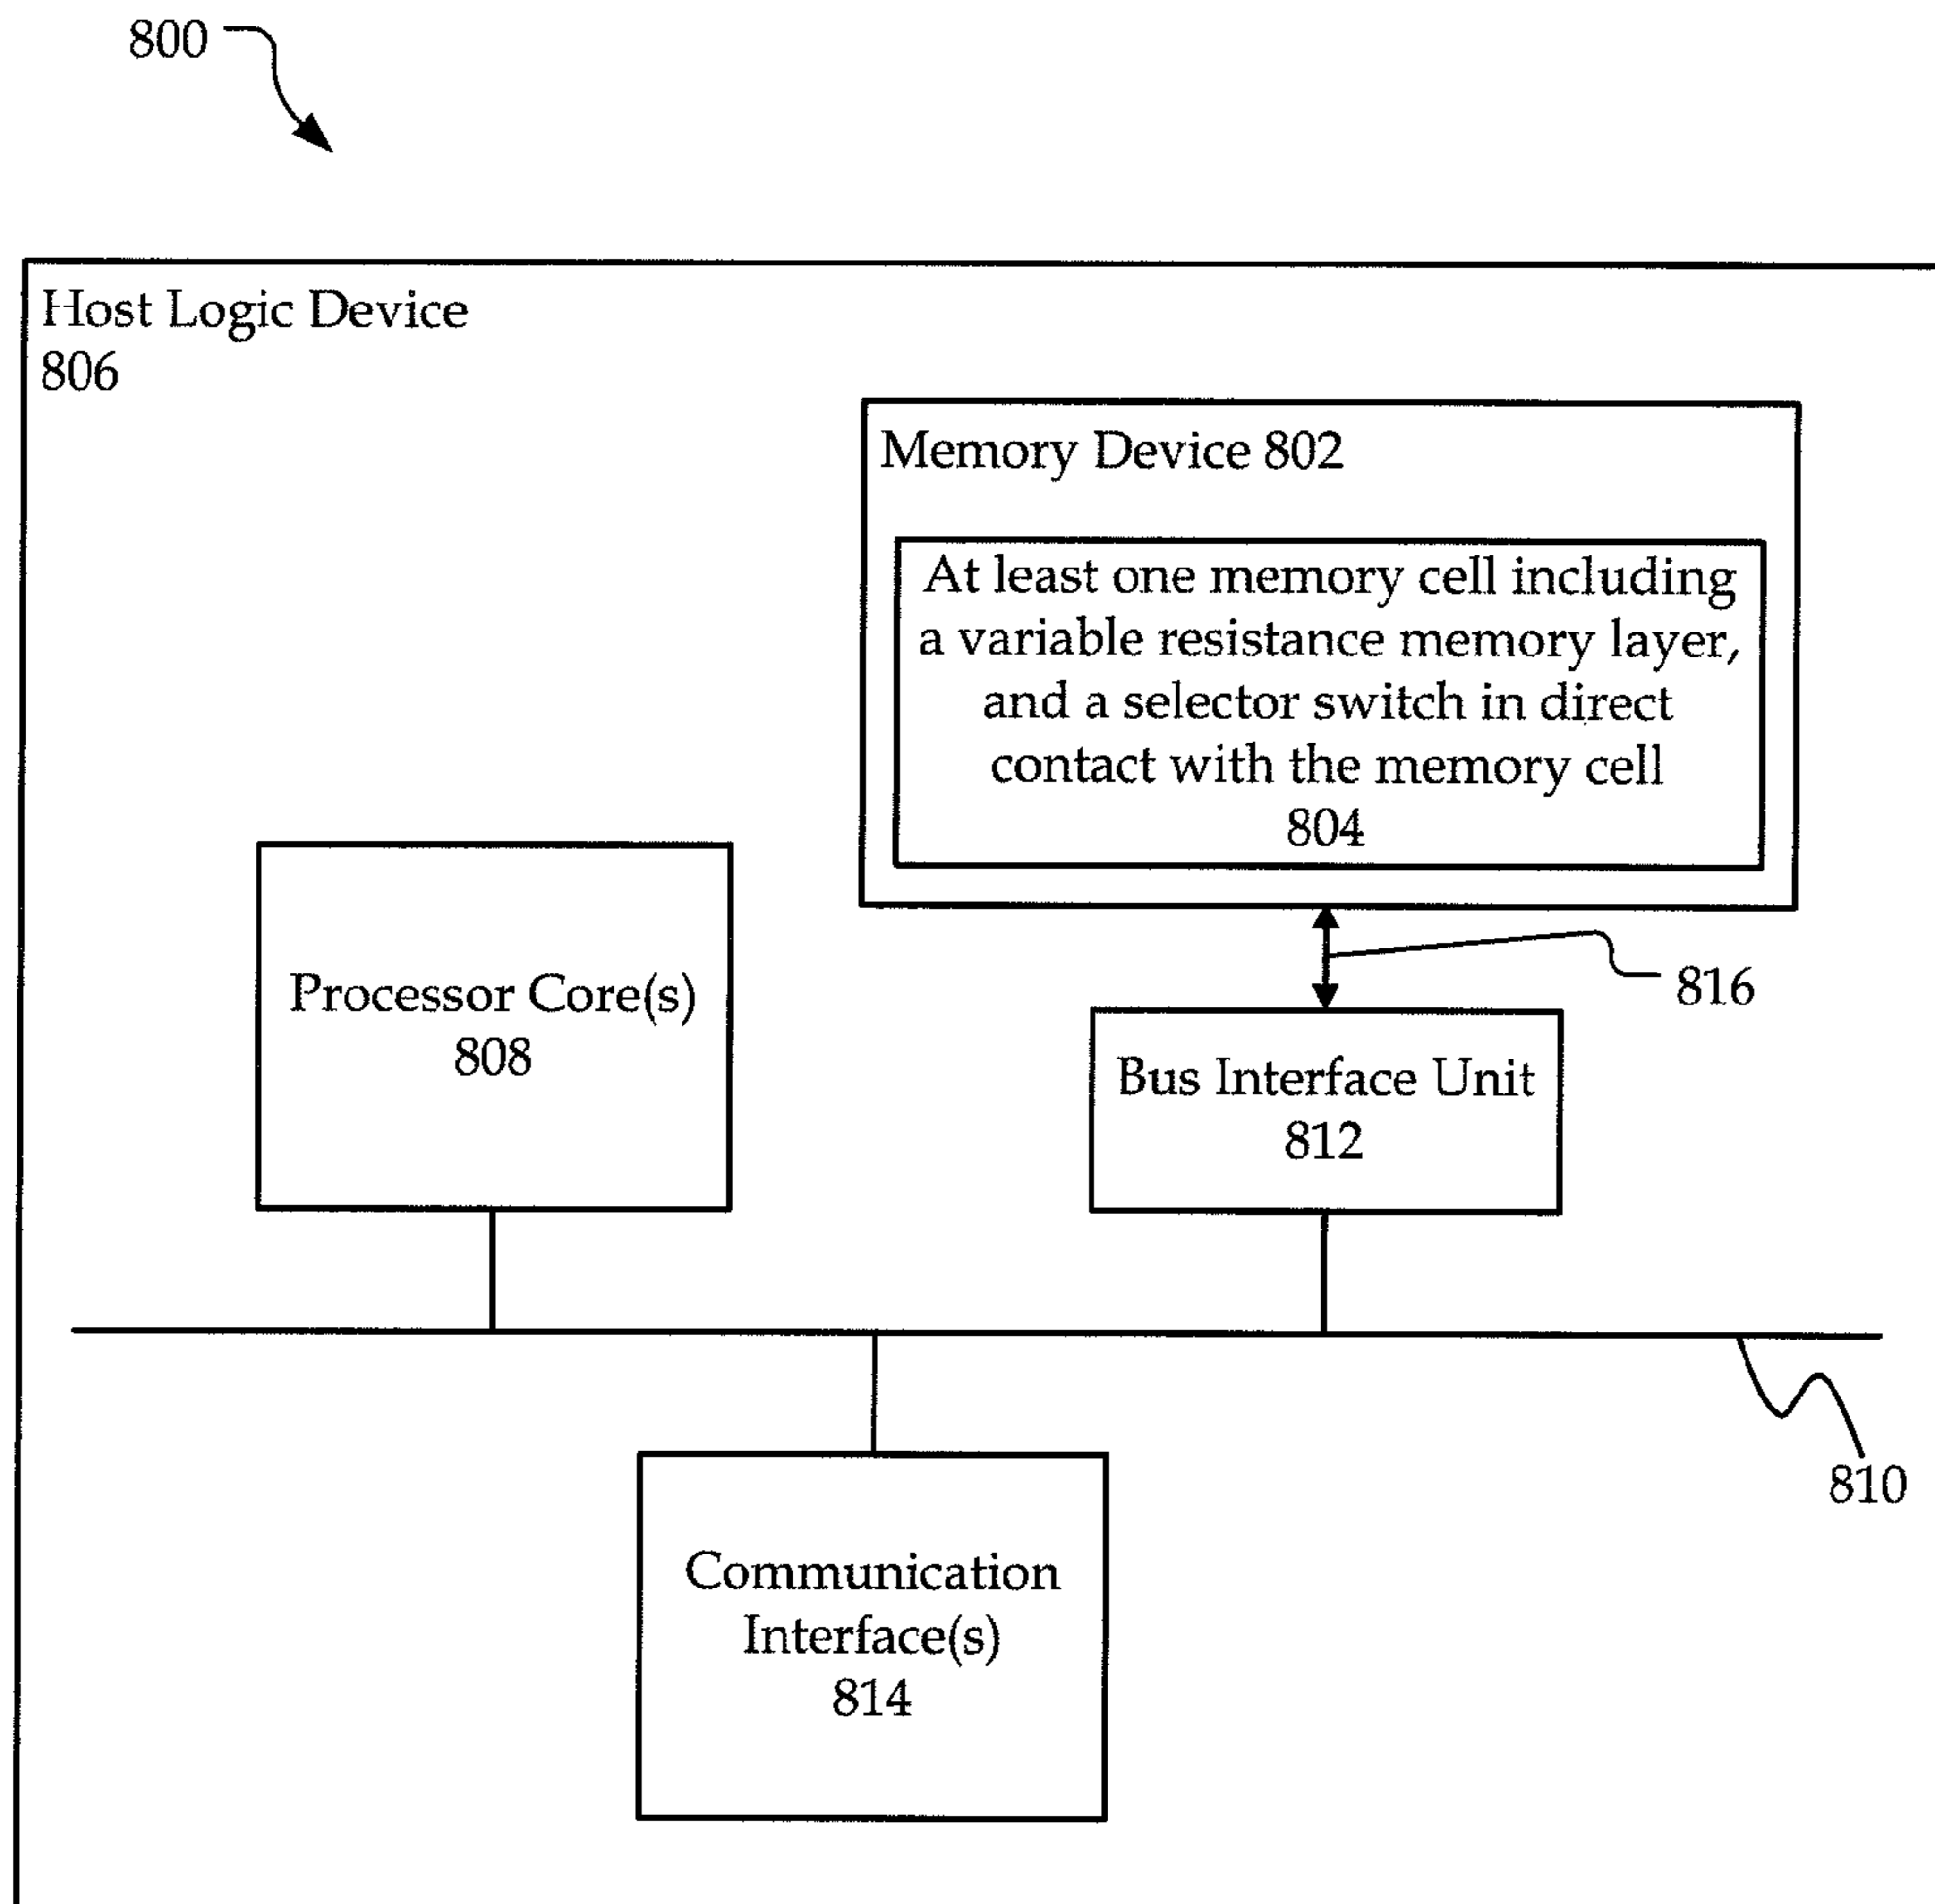 800
Host Logic Device
806
Memory Device 802
At least one memory cell including
a variable resistance memory layer,
and a selector switch in direct
contact with the memory cell
804
Processor Core(s)
808
816
Bus Interface Unit
812
810
Communication
Interface(s)
814